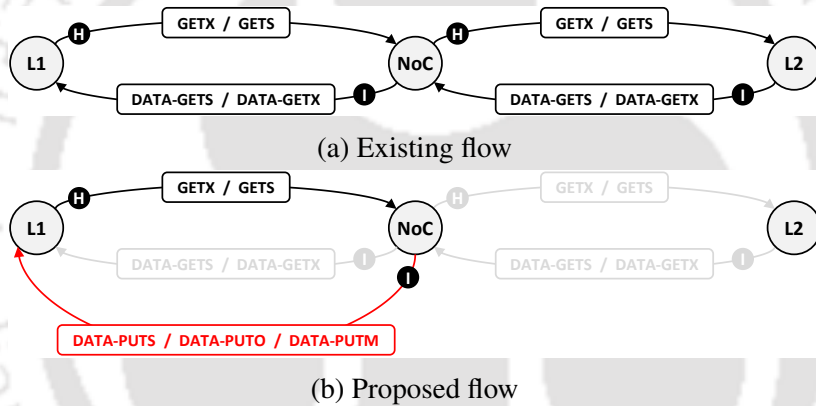 H GETX / GETS H GETX / GETS
L1 NoC L2
DATA-GETS / DATA-GETX I DATA-GETS / DATA-GETX I
(a) Existing flow
H GETX / GETS H GETX / GETS
L1 NoC L2
DATA-GETS / DATA-GETX I DATA-GETS / DATA-GETX I
I
DATA-PUTS / DATA-PUTO / DATA-PUTM
(b) Proposed flow